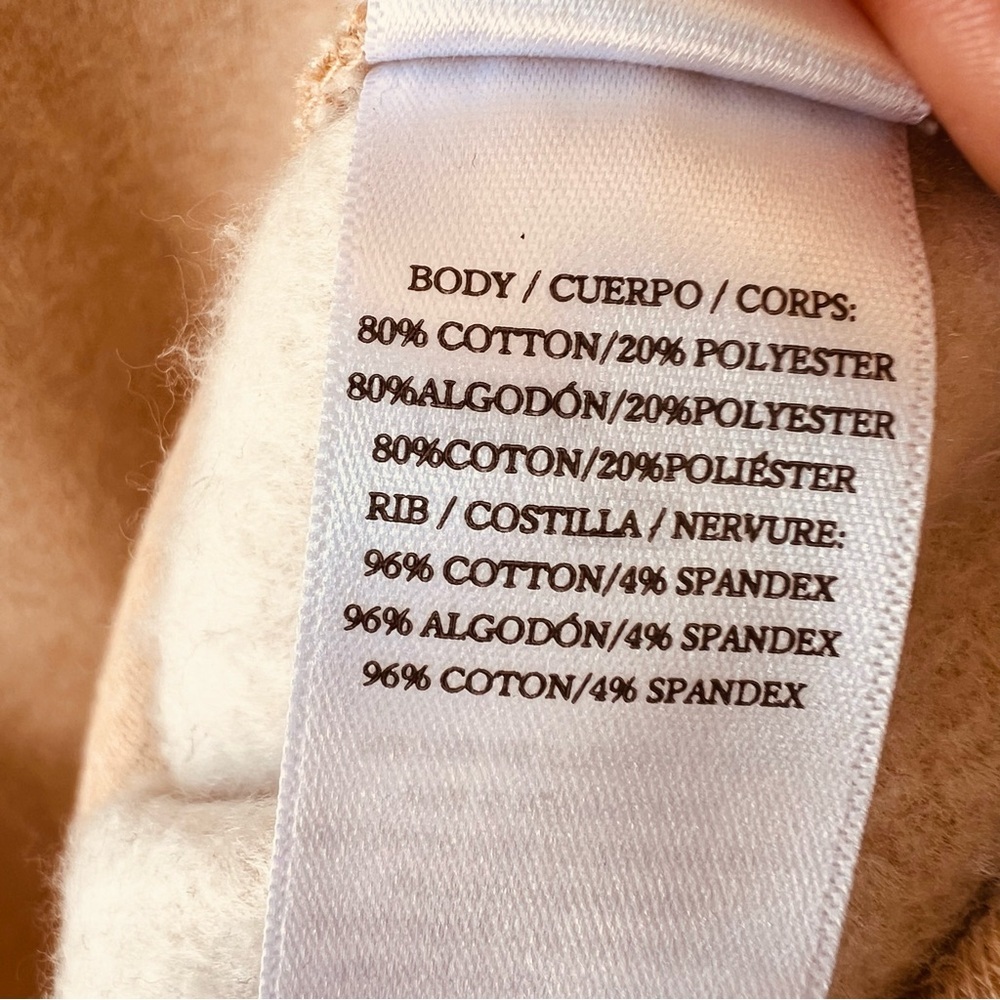 BODY / CUERPO / CORPS:
80% COTTON/20% POLYESTER
80%ALGODÓN/20%POLYESTER
80%COTON/20%POLIÉSTER
RIB / COSTILLA / NERVURE:
96% COTTON/4% SPANDEX
96% ALGODÓN/4% SPANDEX
96% COTON/4% SPANDEX